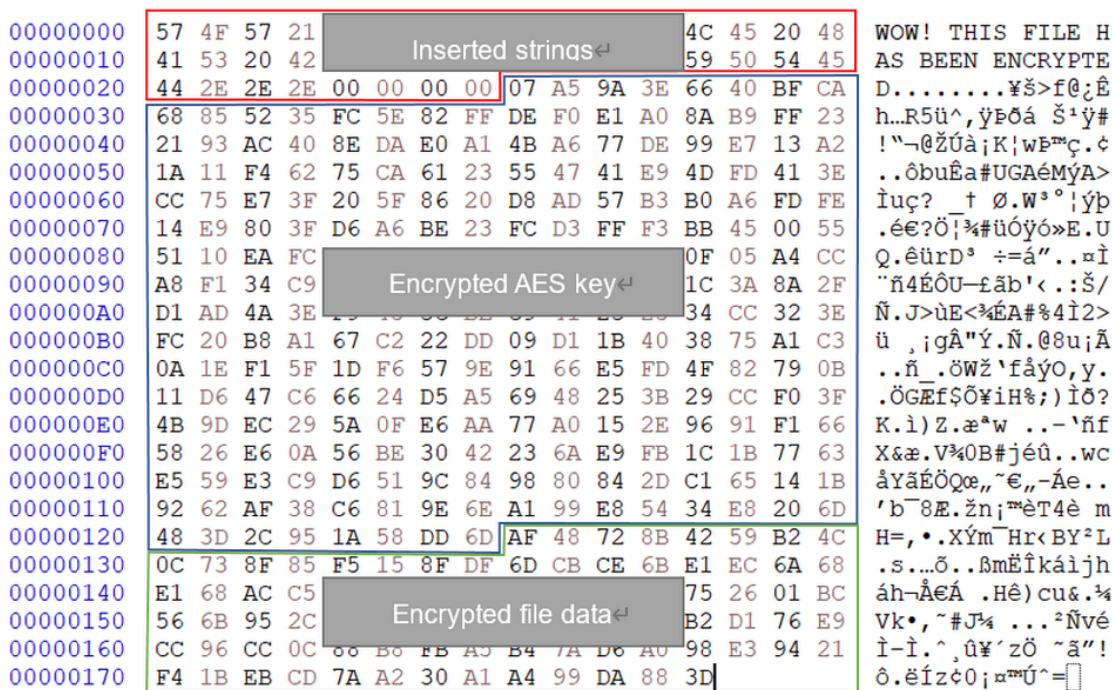 00000000 57 4F 57 21 4C 45 20 48 WOW! THIS FILE H
Inserted strings↵
00000010 41 53 20 42 59 50 54 45 AS BEEN ENCRYPTE
00000020 44 2E 2E 2E 00 00 00 00 07 A5 9A 3E 66 40 BF CA D........¥š>f@¿Ê
00000030 68 85 52 35 FC 5E 82 FF DE F0 E1 A0 8A B9 FF 23 h…R5ü^‚ÿÞðá Š¹ÿ#
00000040 21 93 AC 40 8E DA E0 A1 4B A6 77 DE 99 E7 13 A2 !“¬@ŽÚà¡K¦wÞ™ç.¢
00000050 1A 11 F4 62 75 CA 61 23 55 47 41 E9 4D FD 41 3E ..ôbuÊa#UGAéMýA>
00000060 CC 75 E7 3F 20 5F 86 20 D8 AD 57 B3 B0 A6 FD FE Ìuç? _† Ø.W³°¦ýþ
00000070 14 E9 80 3F D6 A6 BE 23 FC D3 FF F3 BB 45 00 55 .é€?Ö¦¾#üÓÿó»E.U
00000080 51 10 EA FC 0F 05 A4 CC Q.êürD³ ÷=á″..¤Ì
Encrypted AES key↵
00000090 A8 F1 34 C9 1C 3A 8A 2F ¨ñ4ÉÔU—£ãb'‹.:Š/
000000A0 D1 AD 4A 3E 34 CC 32 3E Ñ.J>ùE<¾ÉA#%4Ì2>
000000B0 FC 20 B8 A1 67 C2 22 DD 09 D1 1B 40 38 75 A1 C3 ü ¸¡gÂ"Ý.Ñ.@8u¡Ã
000000C0 0A 1E F1 5F 1D F6 57 9E 91 66 E5 FD 4F 82 79 0B ..ñ_.öWž‘fåýO‚y.
000000D0 11 D6 47 C6 66 24 D5 A5 69 48 25 3B 29 CC F0 3F .ÖGÆf$Õ¥iH%;)Ìð?
000000E0 4B 9D EC 29 5A 0F E6 AA 77 A0 15 2E 96 91 F1 66 K.ì)Z.æªw ..–‘ñf
000000F0 58 26 E6 0A 56 BE 30 42 23 6A E9 FB 1C 1B 77 63 X&æ.V¾0B#jéû..wc
00000100 E5 59 E3 C9 D6 51 9C 84 98 80 84 2D C1 65 14 1B åYãÉÖQœ„˜€„-Áe..
00000110 92 62 AF 38 C6 81 9E 6E A1 99 E8 54 34 E8 20 6D ’b¯8Æ.žn¡™èT4è m
00000120 48 3D 2C 95 1A 58 DD 6D AF 48 72 8B 42 59 B2 4C H=,•.XÝm¯Hr‹BY²L
00000130 0C 73 8F 85 F5 15 8F DF 6D CB CE 6B E1 EC 6A 68 .s.…õ..ßmËÎkáìjh
00000140 E1 68 AC C5 75 26 01 BC áh¬Å€Á .Hê)cu&.¼
Encrypted file data↵
00000150 56 6B 95 2C B2 D1 76 E9 Vk•,˜#J¼ ...²Ñvé
00000160 CC 96 CC 0C 88 B8 FB A5 B4 7A D6 A0 98 E3 94 21 Ì–Ì.ˆ¸û¥´zÖ ˜ã”!
00000170 F4 1B EB CD 7A A2 30 A1 A4 99 DA 88 3D ô.ëÍz¢0¡¤™Úˆ=